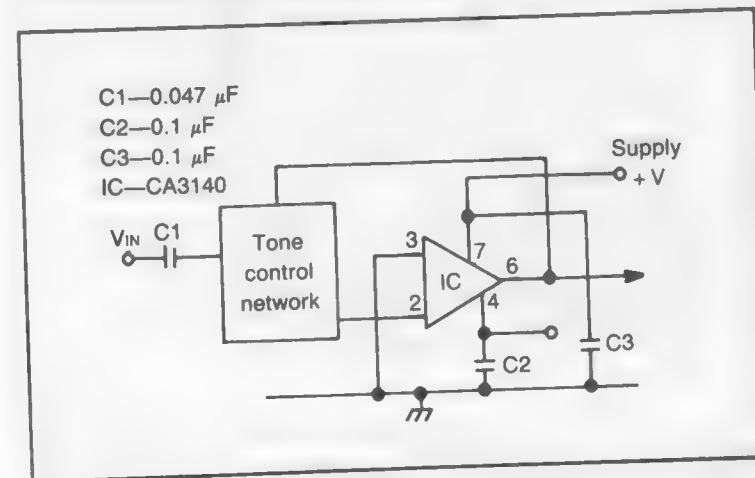 C1—0.047 μF
C2—0.1 μF
C3—0.1 μF
IC—CA3140
Supply
+ V
VIN C1
Tone
control
network
3
7
6
IC
2
4
C2
C3